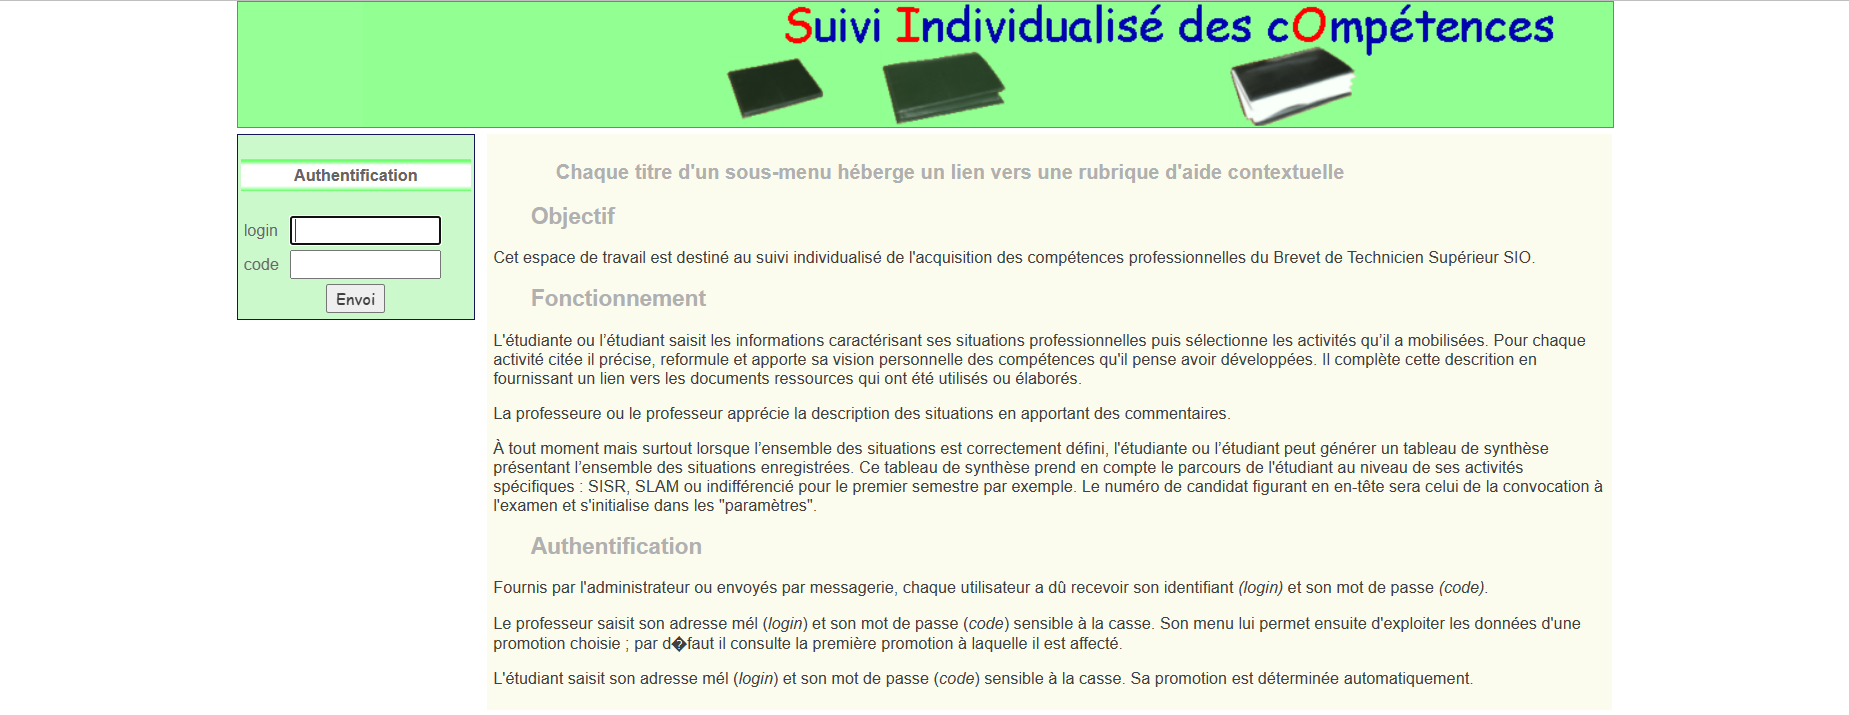 Suivi Individualisé des cOmpétences
Authentification
login
code
Envoi
Chaque titre d'un sous-menu héberge un lien vers une rubrique d'aide contextuelle
Objectif
Cet espace de travail est destiné au suivi individualisé de l'acquisition des compétences professionnelles du Brevet de Technicien Supérieur SIO.
Fonctionnement
L'étudiante ou l’étudiant saisit les informations caractérisant ses situations professionnelles puis sélectionne les activités qu’il a mobilisées. Pour chaque
activité citée il précise, reformule et apporte sa vision personnelle des compétences qu'il pense avoir développées. Il complète cette descrition en
fournissant un lien vers les documents ressources qui ont été utilisés ou élaborés.
La professeure ou le professeur apprécie la description des situations en apportant des commentaires.
À tout moment mais surtout lorsque l’ensemble des situations est correctement défini, l'étudiante ou l’étudiant peut générer un tableau de synthèse
présentant l’ensemble des situations enregistrées. Ce tableau de synthèse prend en compte le parcours de l'étudiant au niveau de ses activités
spécifiques : SISR, SLAM ou indifférencié pour le premier semestre par exemple. Le numéro de candidat figurant en en-tête sera celui de la convocation à
l'examen et s'initialise dans les "paramètres".
Authentification
Fournis par l'administrateur ou envoyés par messagerie, chaque utilisateur a dû recevoir son identifiant (login) et son mot de passe (code).
Le professeur saisit son adresse mél (login) et son mot de passe (code) sensible à la casse. Son menu lui permet ensuite d'exploiter les données d'une
promotion choisie ; par d�faut il consulte la première promotion à laquelle il est affecté.
L'étudiant saisit son adresse mél (login) et son mot de passe (code) sensible à la casse. Sa promotion est déterminée automatiquement.